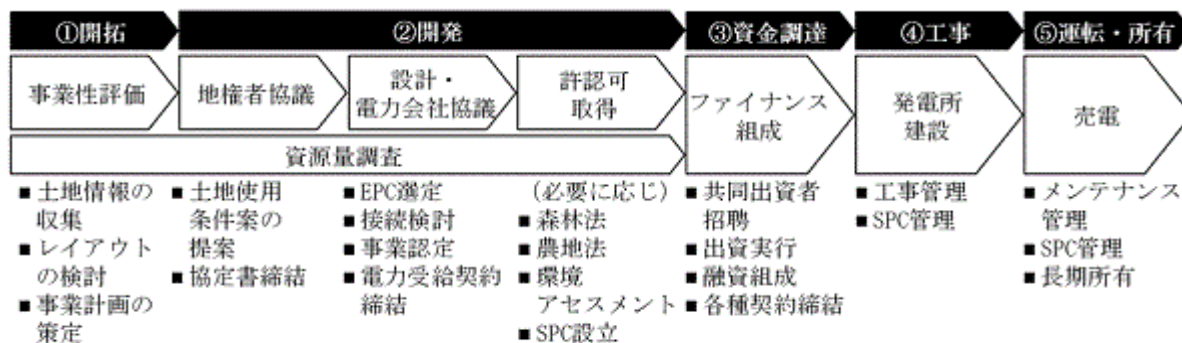 ①開拓
②開発
③資金調達
④工事
⑤運転・所有
事業性評価
地権者協議
設計・
電力会社協議
許認可
取得
ファイナンス
組成
発電所
建設
売電
資源量調査
■土地情報の
収集
■レイアウト
の検討
■事業計画の
策定
■土地使用
条件案の
提案
■協定書締結
■EPC選定
■接続検討
■事業認定
■電力受給契約
締結
(必要に応じ)
■森林法
■農地法
■環境
アセスメント
■SPC設立
■共同出資者
招聘
■出資実行
■融資組成
■各種契約締結
■工事管理
■SPC管理
■メンテナンス
管理
■SPC管理
■長期所有